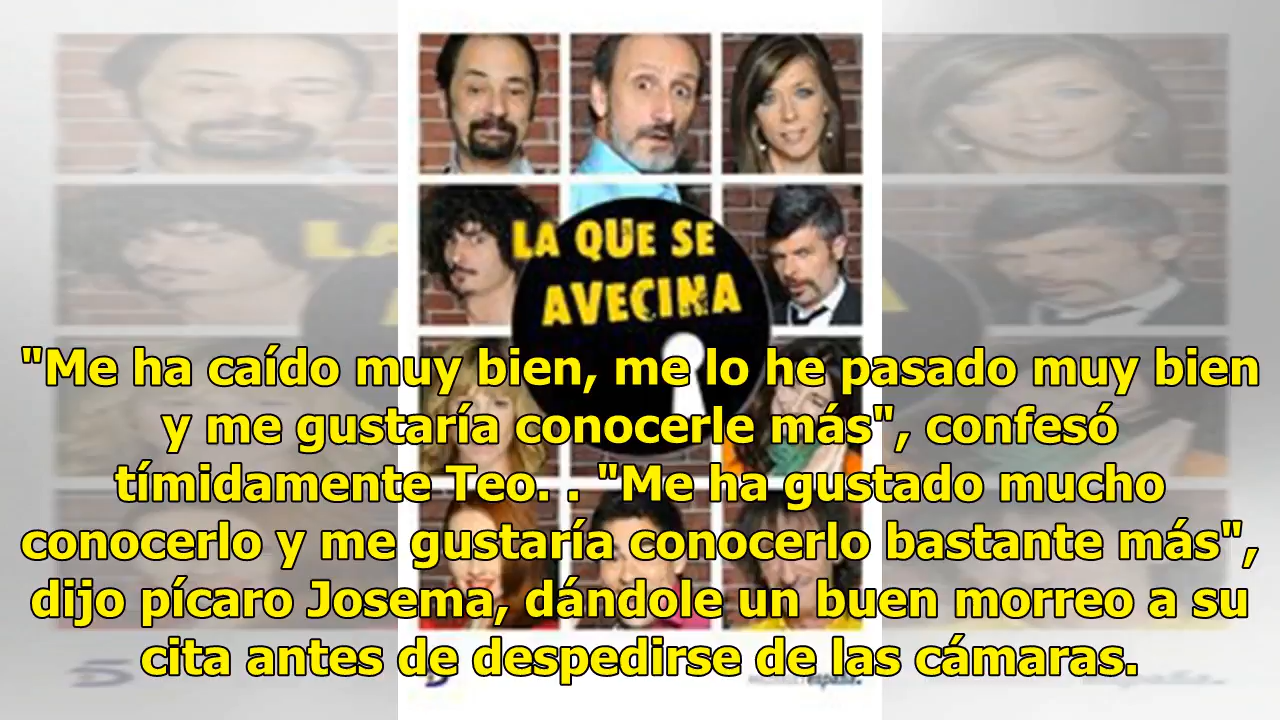 LA QUE SE
AVECINA
"Me ha caído muy bien, me lo he pasado muy bien
y me gustaría conocerle más", confesó
tímidamente Teo. . "Me ha gustado mucho
conocerlo y me gustaría conocerlo bastante más",
dijo pícaro Josema, dándole un buen morreo a su
cita antes de despedirse de las cámaras.